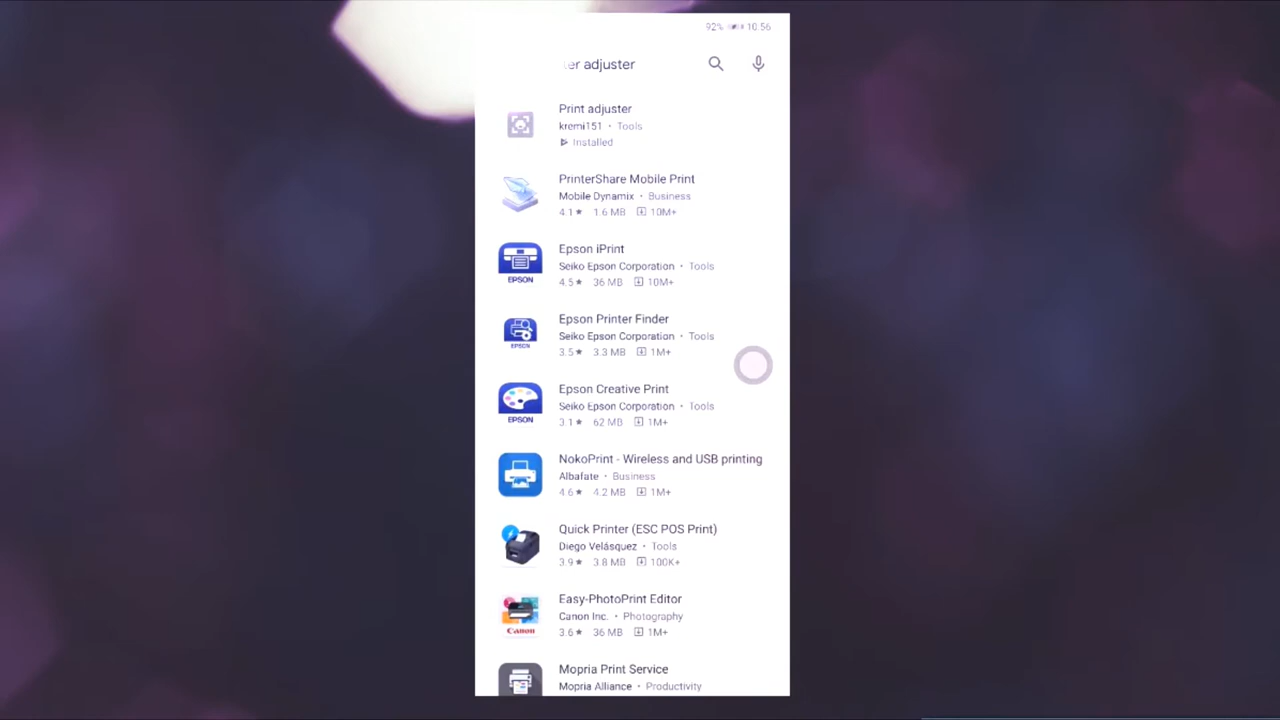 92% 10.56
er adjuster
Print adjuster
kremi151 • Tools
Installed
PrinterShare Mobile Print
Mobile Dynamix • Business
4.1★ 1.6 MB 10M+
EPSON
Epson iPrint
Seiko Epson Corporation • Tools
4.5★ 36 MB 10M+
EPSON
Epson Printer Finder
Seiko Epson Corporation • Tools
3.5★ 3.3 MB 1M+
EPSON
Epson Creative Print
Seiko Epson Corporation • Tools
3.1★ 62 MB 1M+
NokoPrint - Wireless and USB printing
Albafate • Business
4.6★ 4.2 MB 1M+
Quick Printer (ESC POS Print)
Diego Velásquez • Tools
3.9★ 3.8 MB 100K+
Canon
Easy-PhotoPrint Editor
Canon Inc. • Photography
3.6★ 36 MB 1M+
Mopria Print Service
Mopria Alliance • Productivity